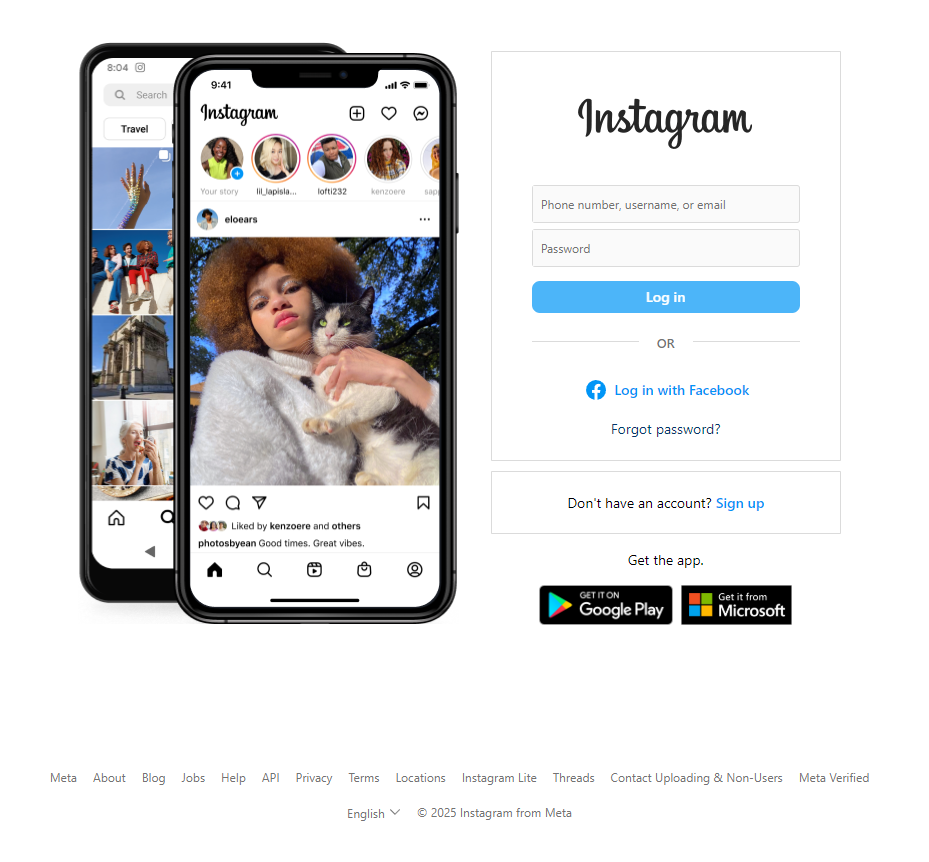 8:04
Search
Travel
9:41
Instagram
Your story lil_lapisla... lofti232 kenzoere
eloears
Liked by kenzoere and others
photosbyean Good times. Great vibes.
Instagram
Phone number, username, or email
Password
Log in
OR
Log in with Facebook
Forgot password?
Don't have an account? Sign up
Get the app.
GET IT ON
Google Play
Get it from
Microsoft
Meta About Blog Jobs Help API Privacy Terms Locations Instagram Lite Threads Contact Uploading & Non-Users Meta Verified
English © 2025 Instagram from Meta